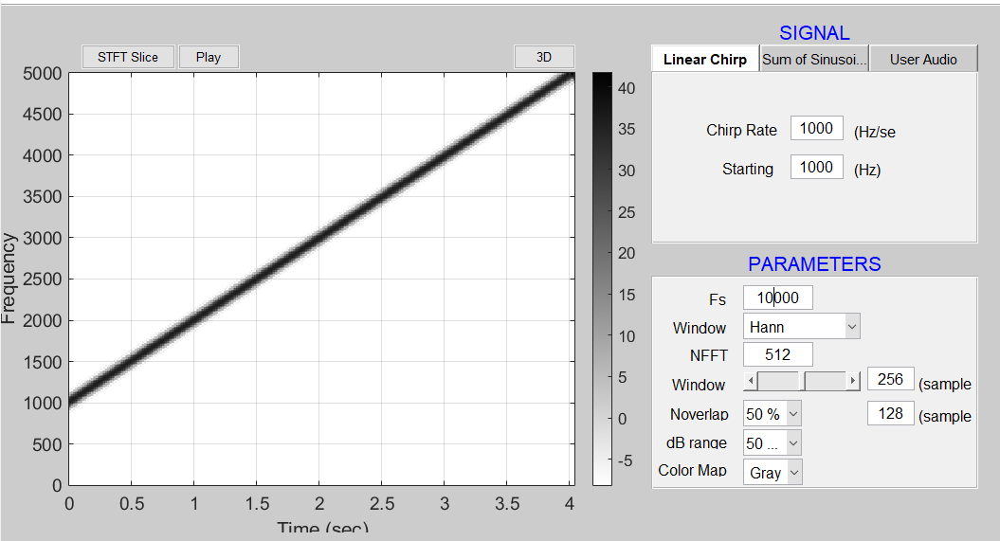 SIGNAL
STFT Slice Play 3D
Linear Chirp Sum of Sinusoi... User Audio
5000
4500
4000
3500
3000
2500
2000
1500
1000
500
0
Frequency
0 0.5 1 1.5 2 2.5 3 3.5 4
Time (sec)
40
35
30
25
20
15
10
5
0
-5
Chirp Rate 1000 (Hz/se
Starting 1000 (Hz)
PARAMETERS
Fs 10000
Window Hann
NFFT 512
Window 256 (sample
Noverlap 50 % 128 (sample
dB range 50 ...
Color Map Gray